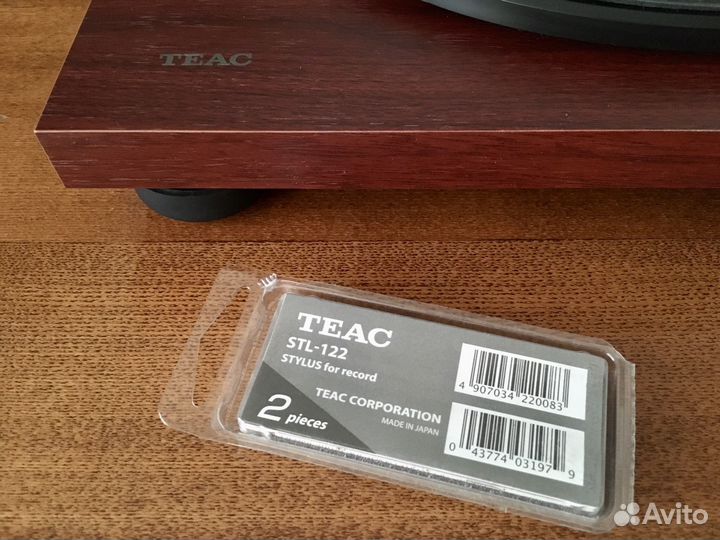 TEAC
TEAC
STL-122
STYLUS for record
2 pieces
TEAC CORPORATION
MADE IN JAPAN
4 907034 220083
0 43774 03197 9
Avito